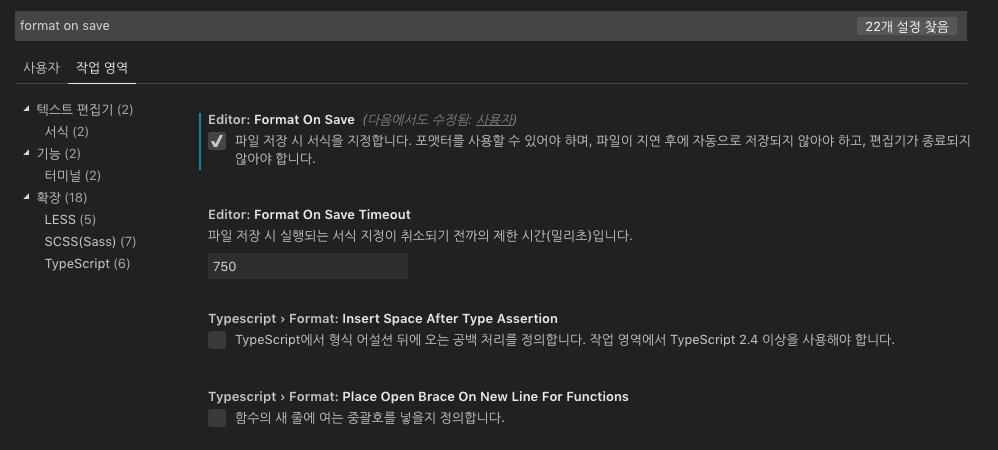 format on save
22개 설정 찾음
사용자 작업 영역
텍스트 편집기 (2)
서식 (2)
기능 (2)
터미널 (2)
확장 (18)
LESS (5)
SCSS(Sass) (7)
TypeScript (6)
Editor: Format On Save (다음에서도 수정됨: 사용자)
파일 저장 시 서식을 지정합니다. 포맷터를 사용할 수 있어야 하며, 파일이 지연 후에 자동으로 저장되지 않아야 하고, 편집기가 종료되지
않아야 합니다.
Editor: Format On Save Timeout
파일 저장 시 실행되는 서식 지정이 취소되기 전까의 제한 시간(밀리초)입니다.
750
Typescript › Format: Insert Space After Type Assertion
TypeScript에서 형식 어설션 뒤에 오는 공백 처리를 정의합니다. 작업 영역에서 TypeScript 2.4 이상을 사용해야 합니다.
Typescript › Format: Place Open Brace On New Line For Functions
함수의 새 줄에 여는 중괄호를 넣을지 정의합니다.